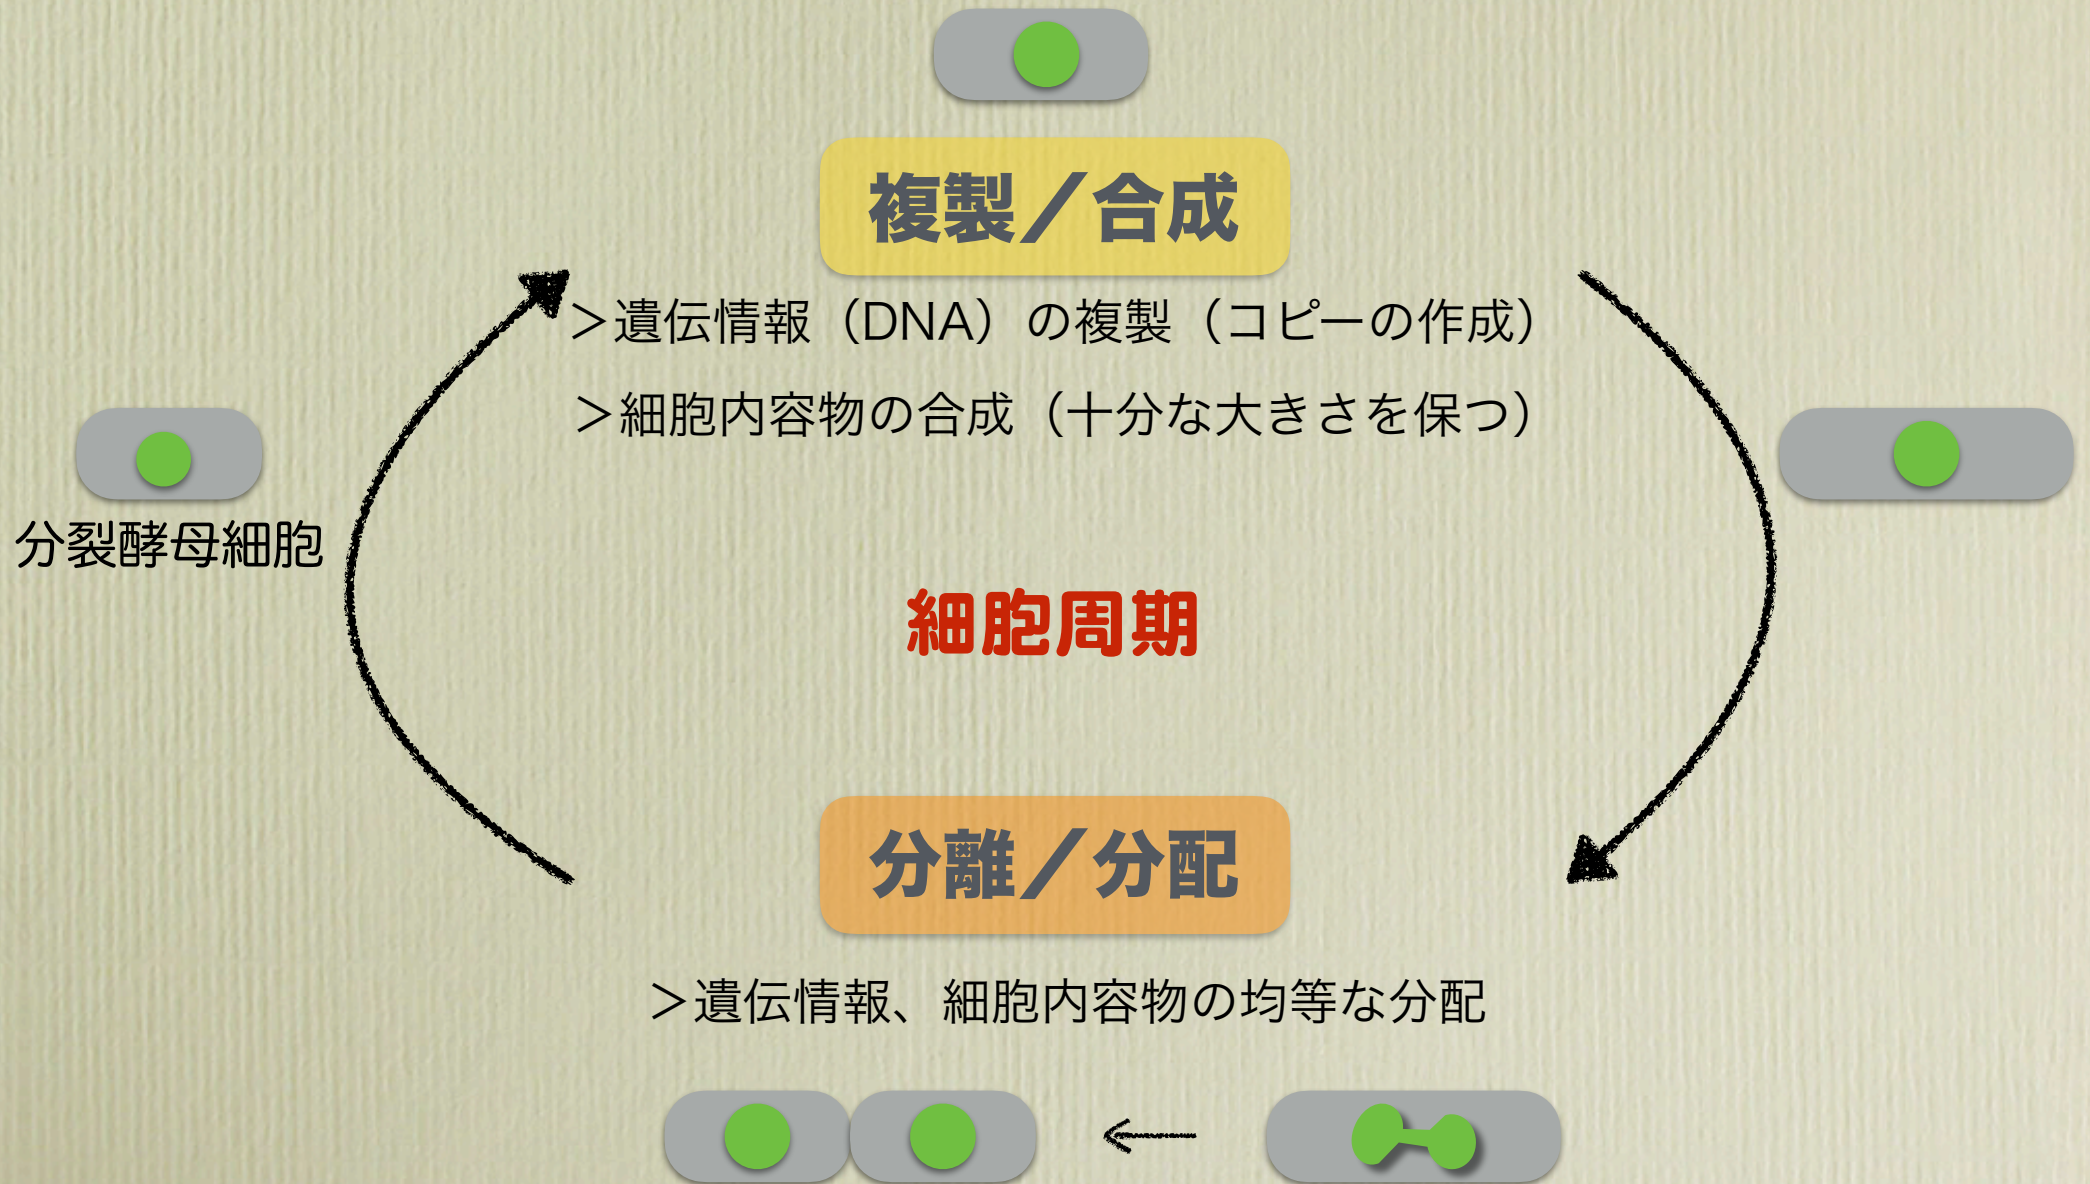 複製／合成
＞遺伝情報（DNA）の複製（コピーの作成）
＞細胞内容物の合成（十分な大きさを保つ）
分裂酵母細胞
細胞周期
分離／分配
＞遺伝情報、細胞内容物の均等な分配